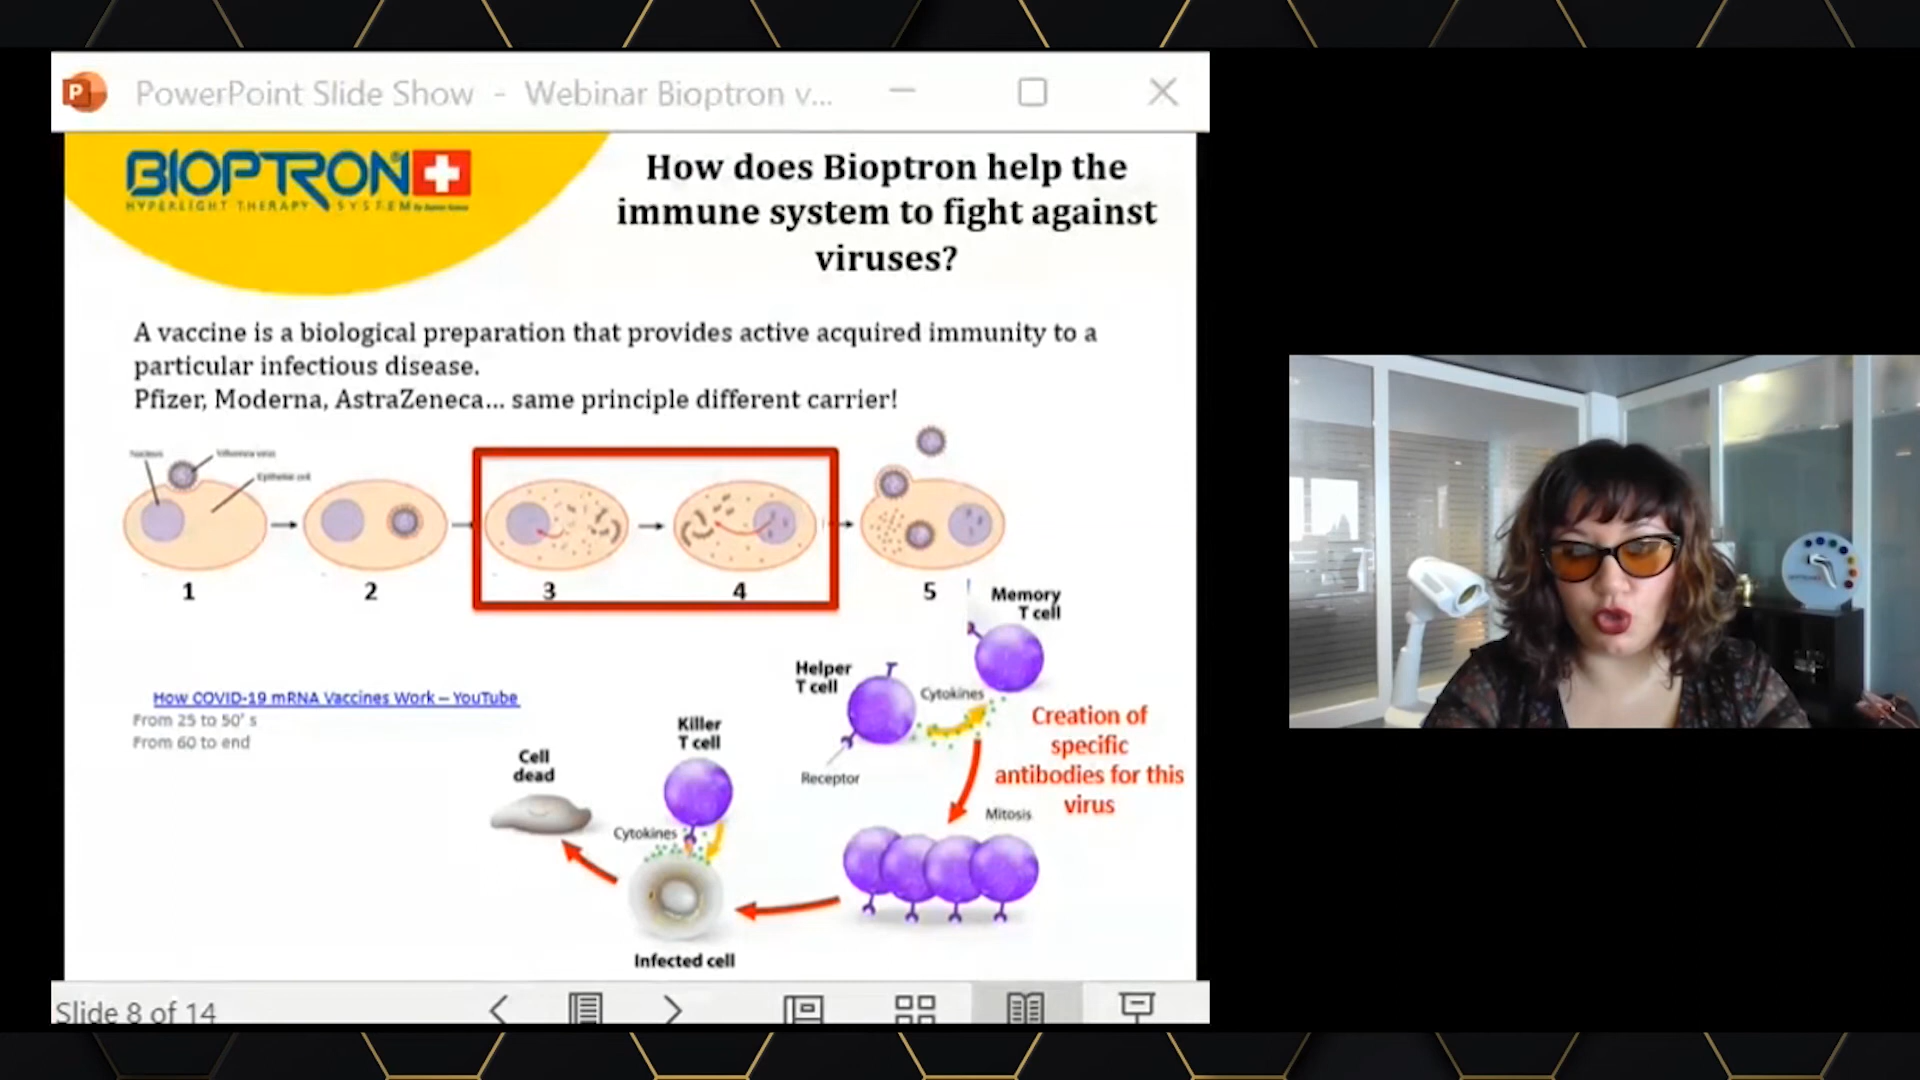 PowerPoint Slide Show - Webinar Bioptron v...
BIOPTRON
HYPERLIGHT THERAPY SYSTEM
How does Bioptron help the
immune system to fight against
viruses?
A vaccine is a biological preparation that provides active acquired immunity to a
particular infectious disease.
Pfizer, Moderna, AstraZeneca... same principle different carrier!
Nucleus
Epithelial cell
1
2
3
4
5
Memory
T cell
Helper
T cell
Cytokines
Receptor
Creation of
specific
antibodies for this
virus
Mitosis
How COVID-19 mRNA Vaccines Work – YouTube
From 25 to 50' s
From 60 to end
Killer
T cell
Cell
dead
Cytokines
Infected cell
Slide 8 of 14